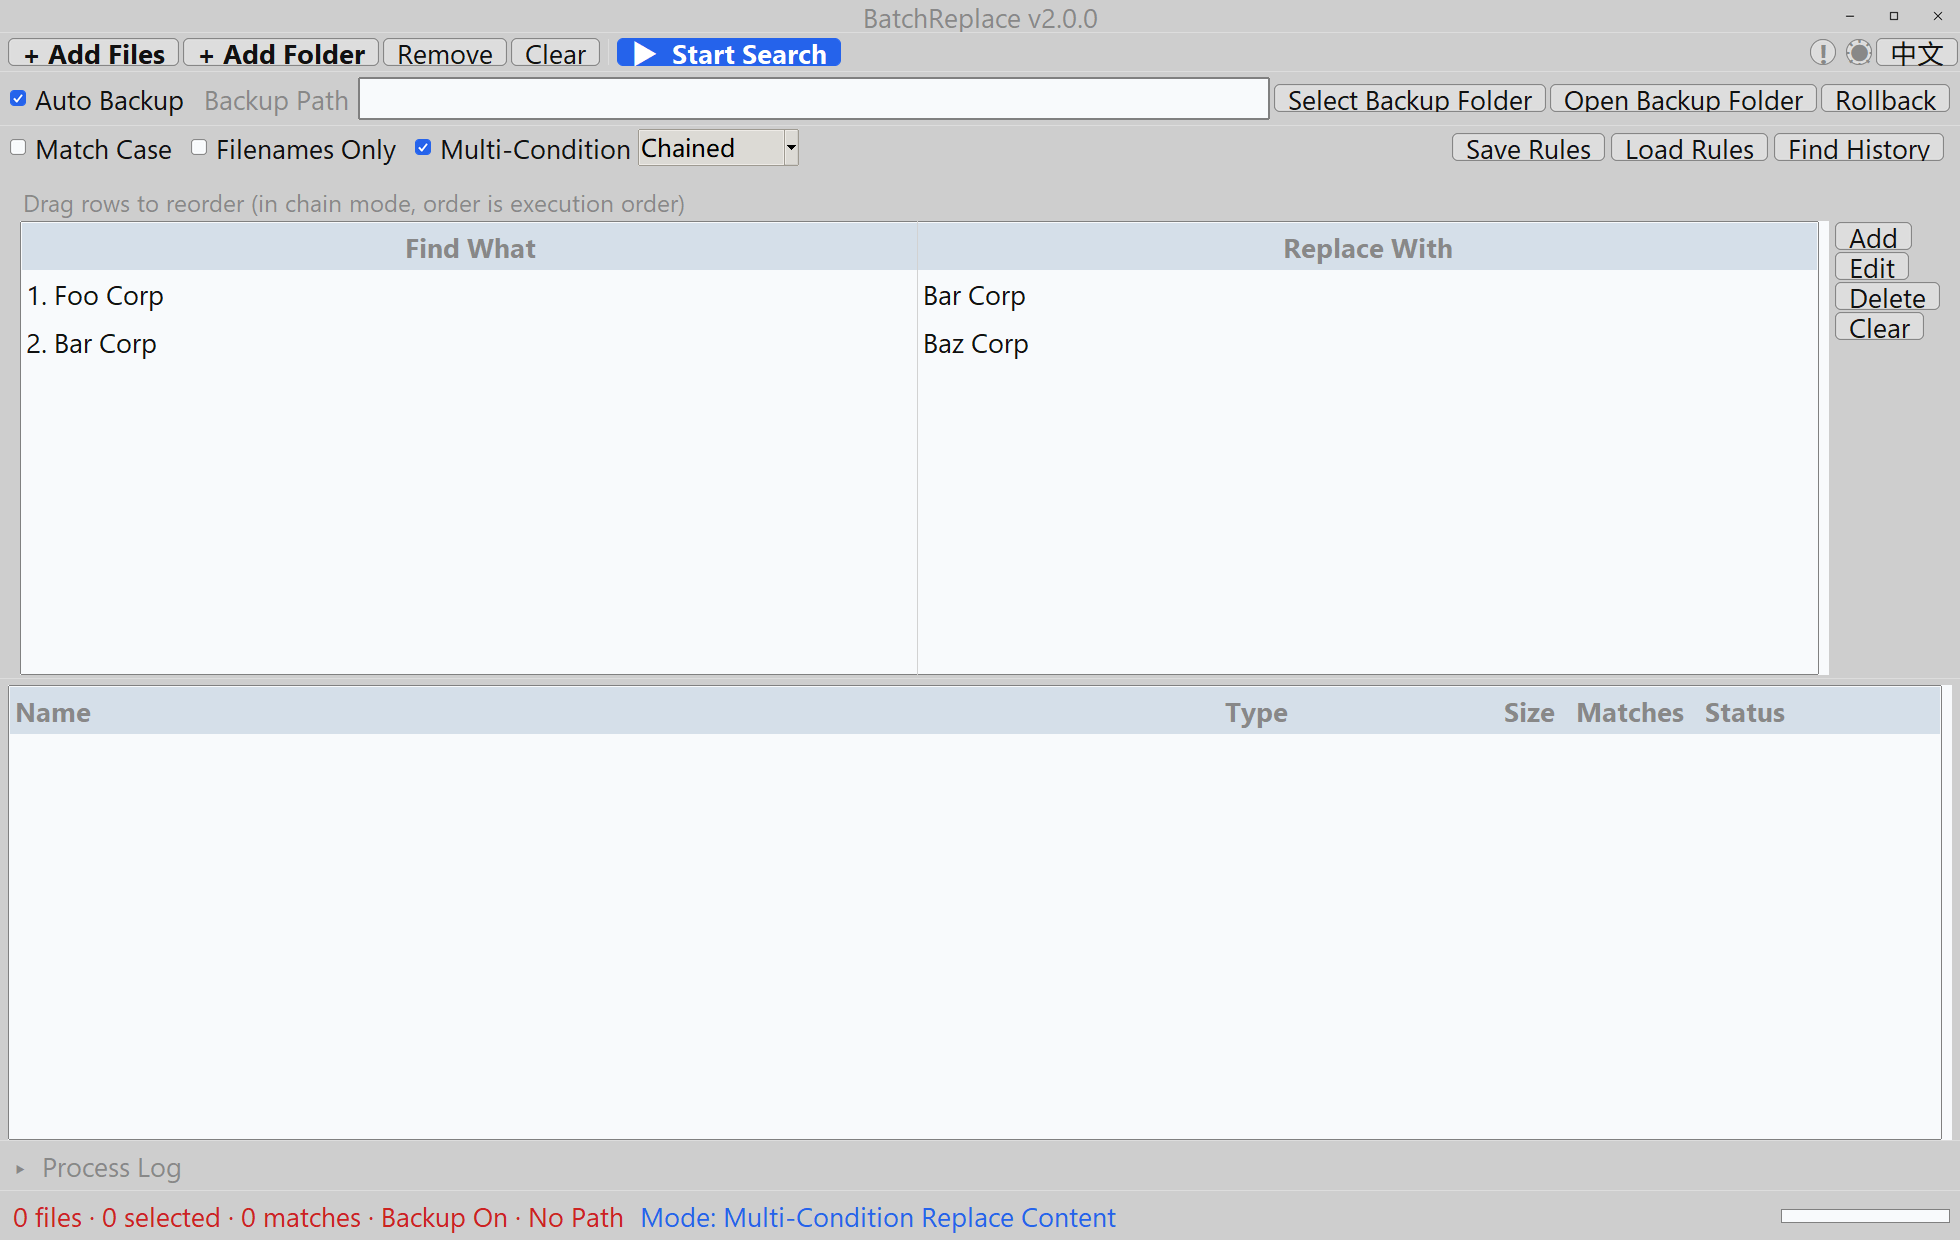 BatchReplace v2.0.0
+ Add Files + Add Folder Remove Clear ▶ Start Search 中文
Auto Backup Backup Path Select Backup Folder Open Backup Folder Rollback
Match Case Filenames Only Multi-Condition Chained Save Rules Load Rules Find History
Drag rows to reorder (in chain mode, order is execution order)
Find What Replace With
1. Foo Corp Bar Corp
2. Bar Corp Baz Corp
Add
Edit
Delete
Clear
Name Type Size Matches Status
Process Log
0 files · 0 selected · 0 matches · Backup On · No Path Mode: Multi-Condition Replace Content